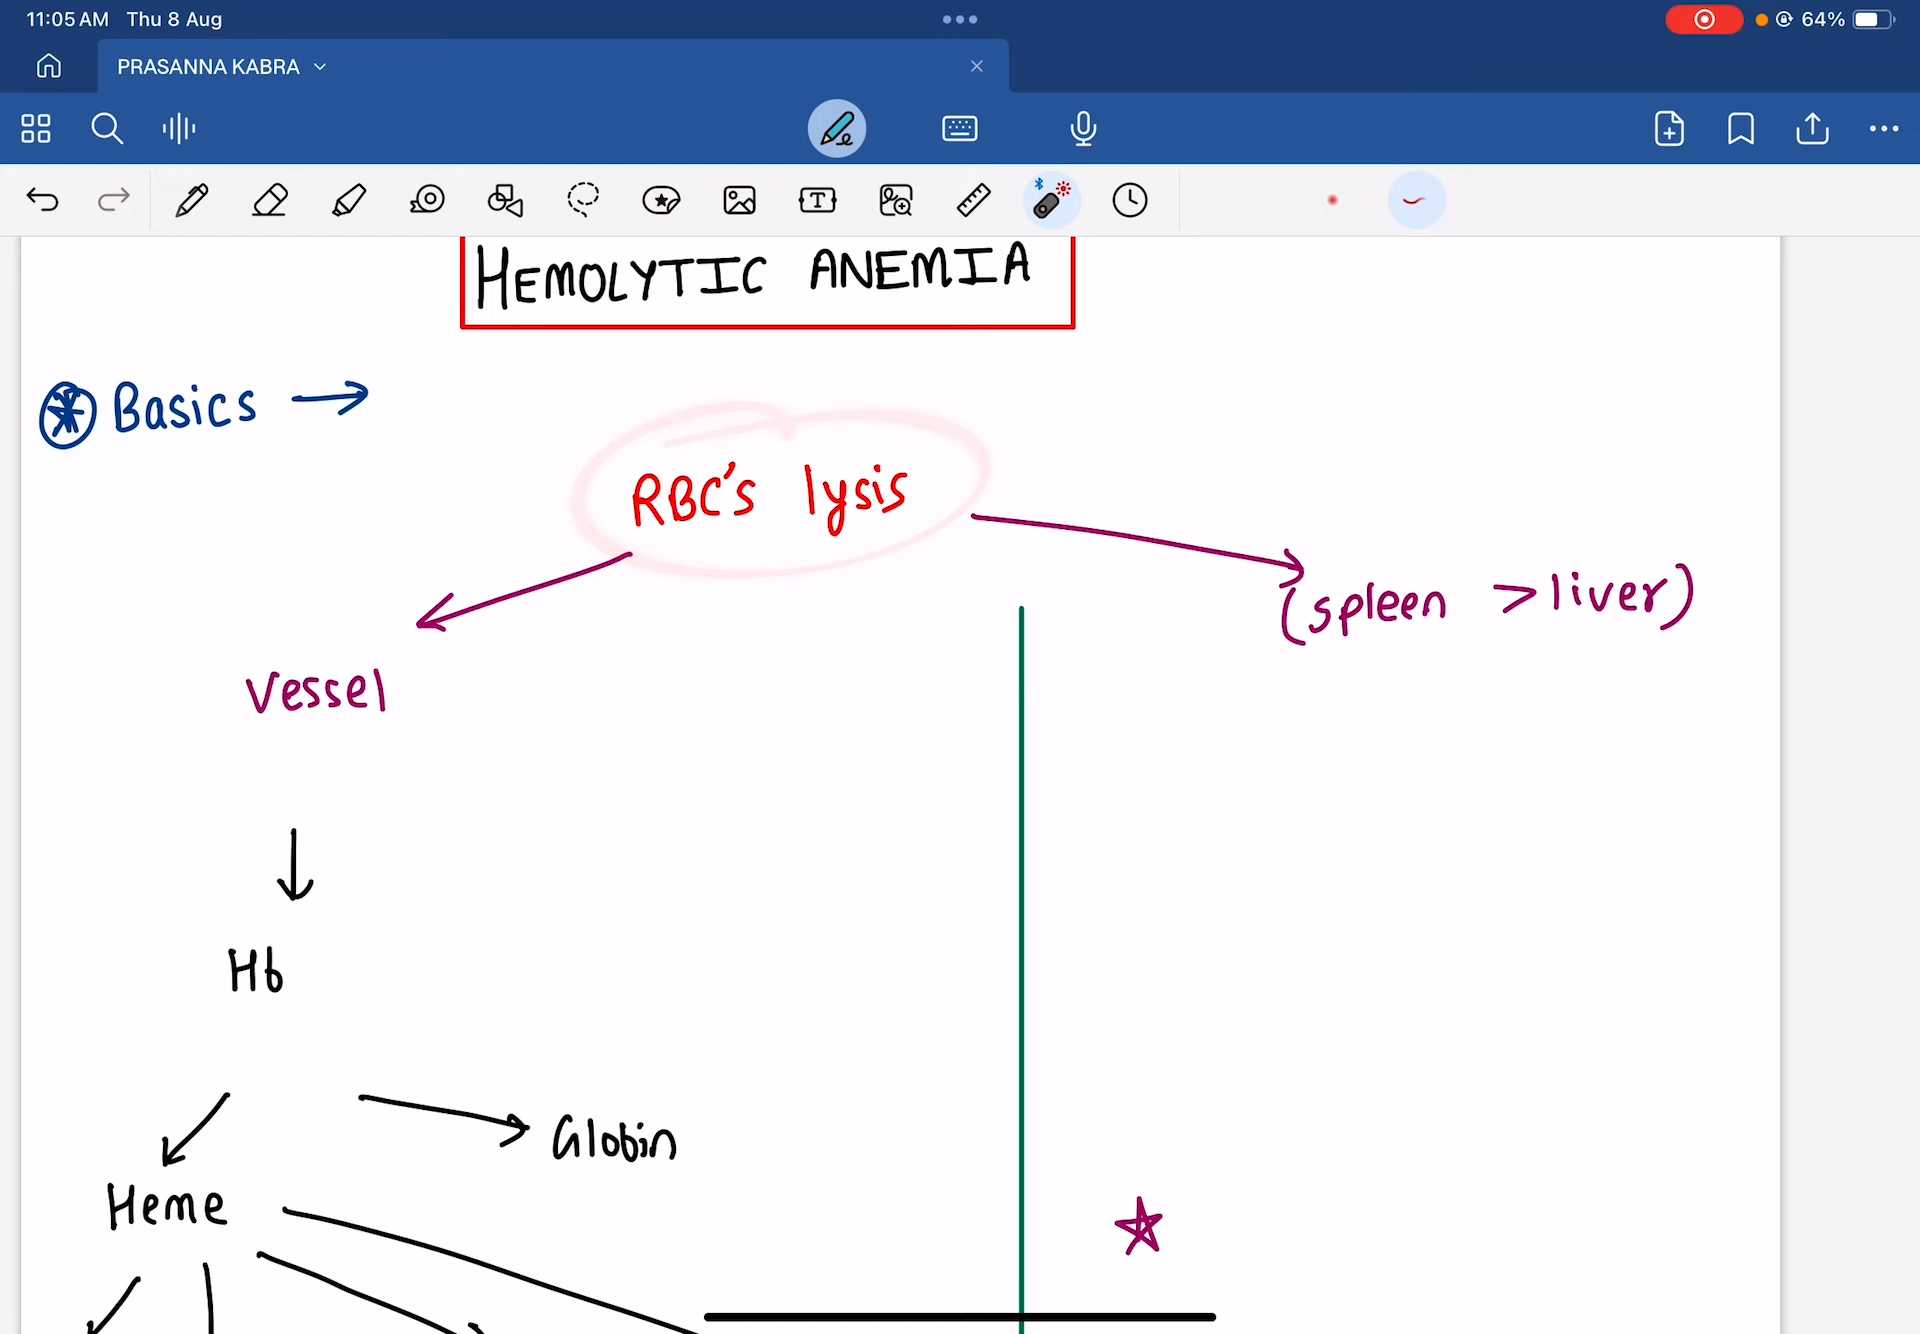 11:05 AM Thu 8 Aug
64%
PRASANNA KABRA
HEMOLYTIC ANEMIA
Basics →
RBC's lysis
(spleen > liver)
Vessel
Hb
Globin
Heme